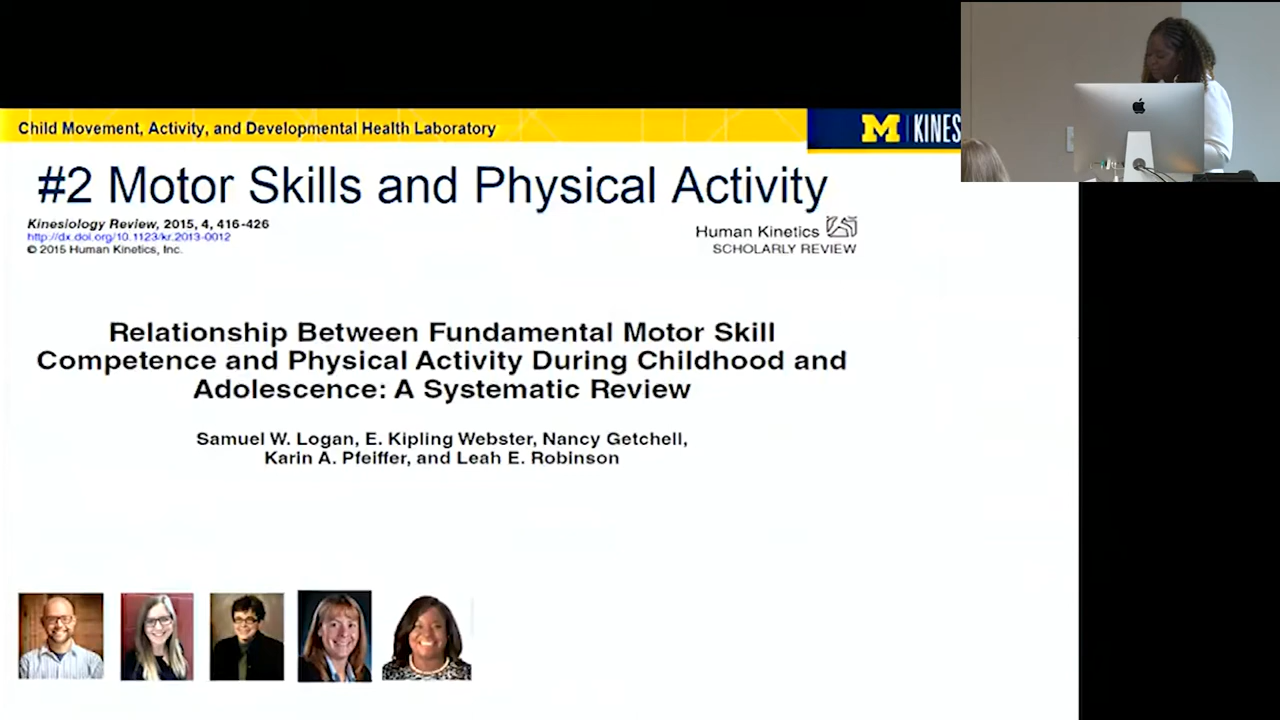 Child Movement, Activity, and Developmental Health Laboratory
M | KINES
#2 Motor Skills and Physical Activity
Kinesiology Review, 2015, 4, 416-426
http://dx.doi.org/10.1123/kr.2013-0012
© 2015 Human Kinetics, Inc.
Human Kinetics
SCHOLARLY REVIEW
Relationship Between Fundamental Motor Skill
Competence and Physical Activity During Childhood and
Adolescence: A Systematic Review
Samuel W. Logan, E. Kipling Webster, Nancy Getchell,
Karin A. Pfeiffer, and Leah E. Robinson